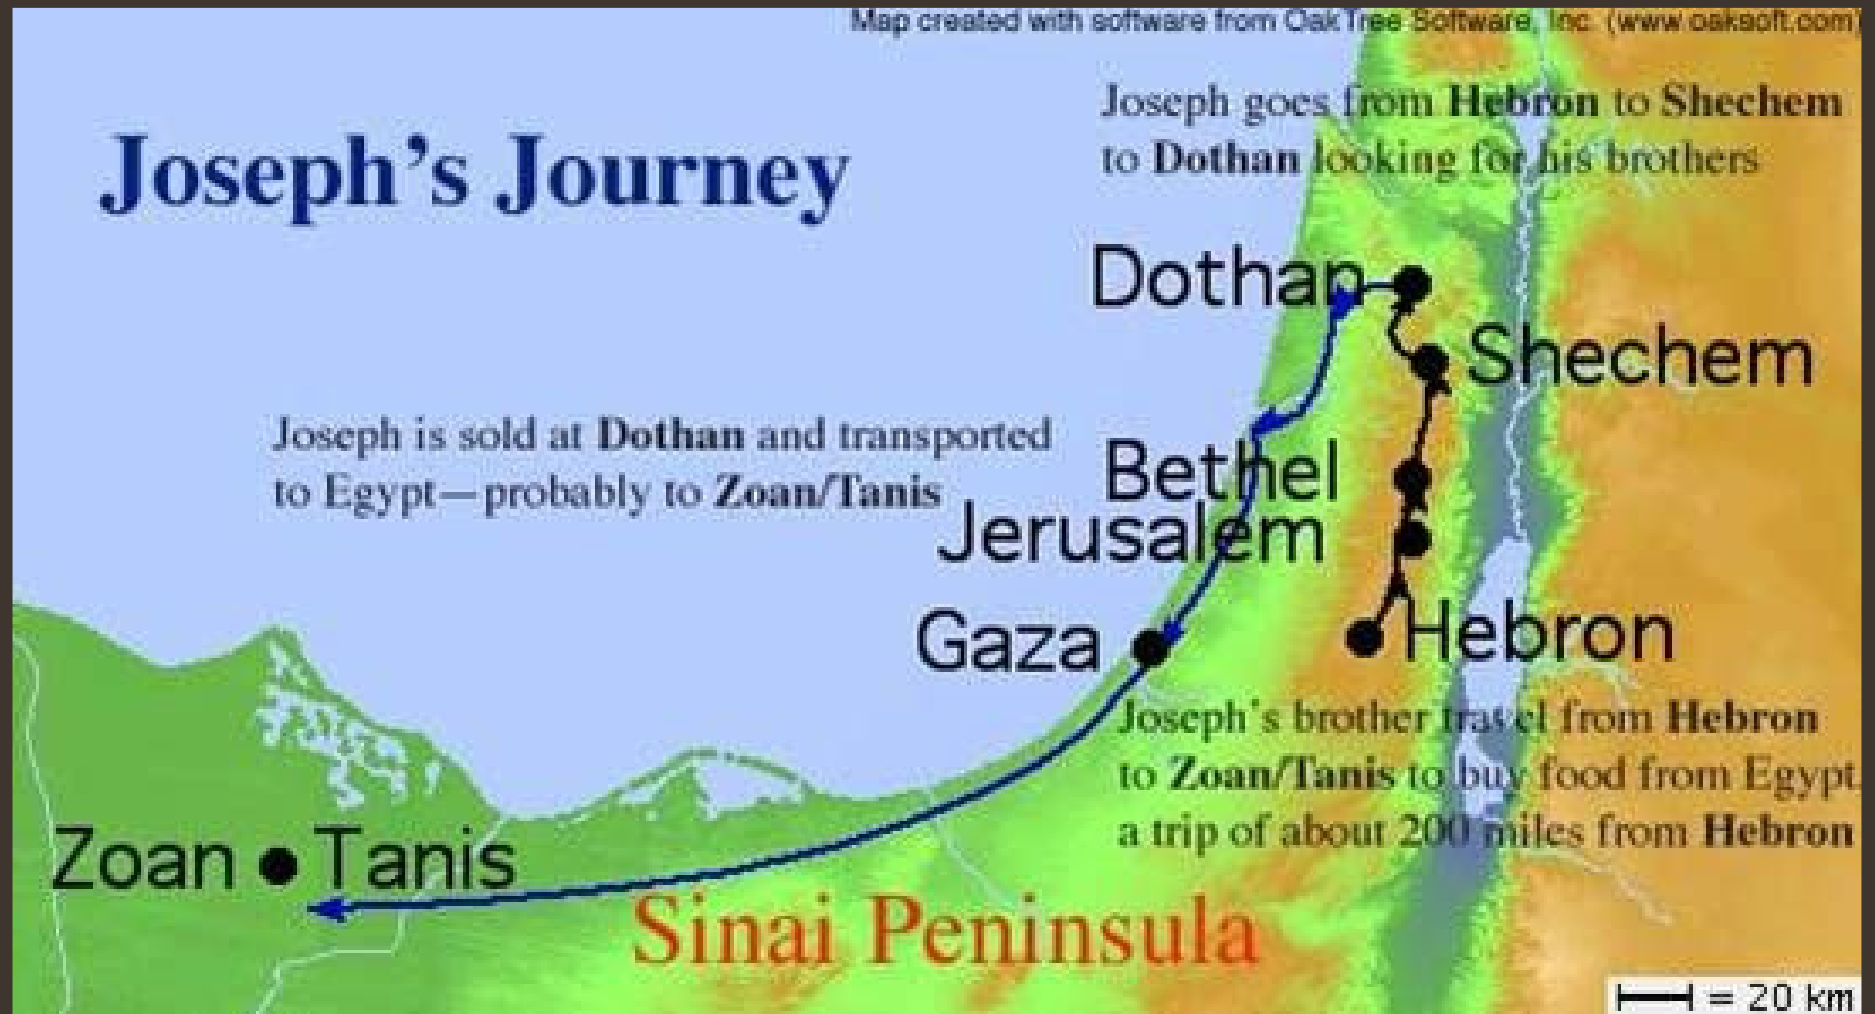 Map created with software from OakTree Software, Inc. (www.oaksoft.com)
Joseph's Journey
Joseph goes from Hebron to Shechem
to Dothan looking for his brothers
Dothan
Shechem
Joseph is sold at Dothan and transported
to Egypt—probably to Zoan/Tanis
Bethel
Jerusalem
Gaza
Hebron
Joseph's brother travel from Hebron
to Zoan/Tanis to buy food from Egypt
a trip of about 200 miles from Hebron
Zoan • Tanis
Sinai Peninsula
= 20 km